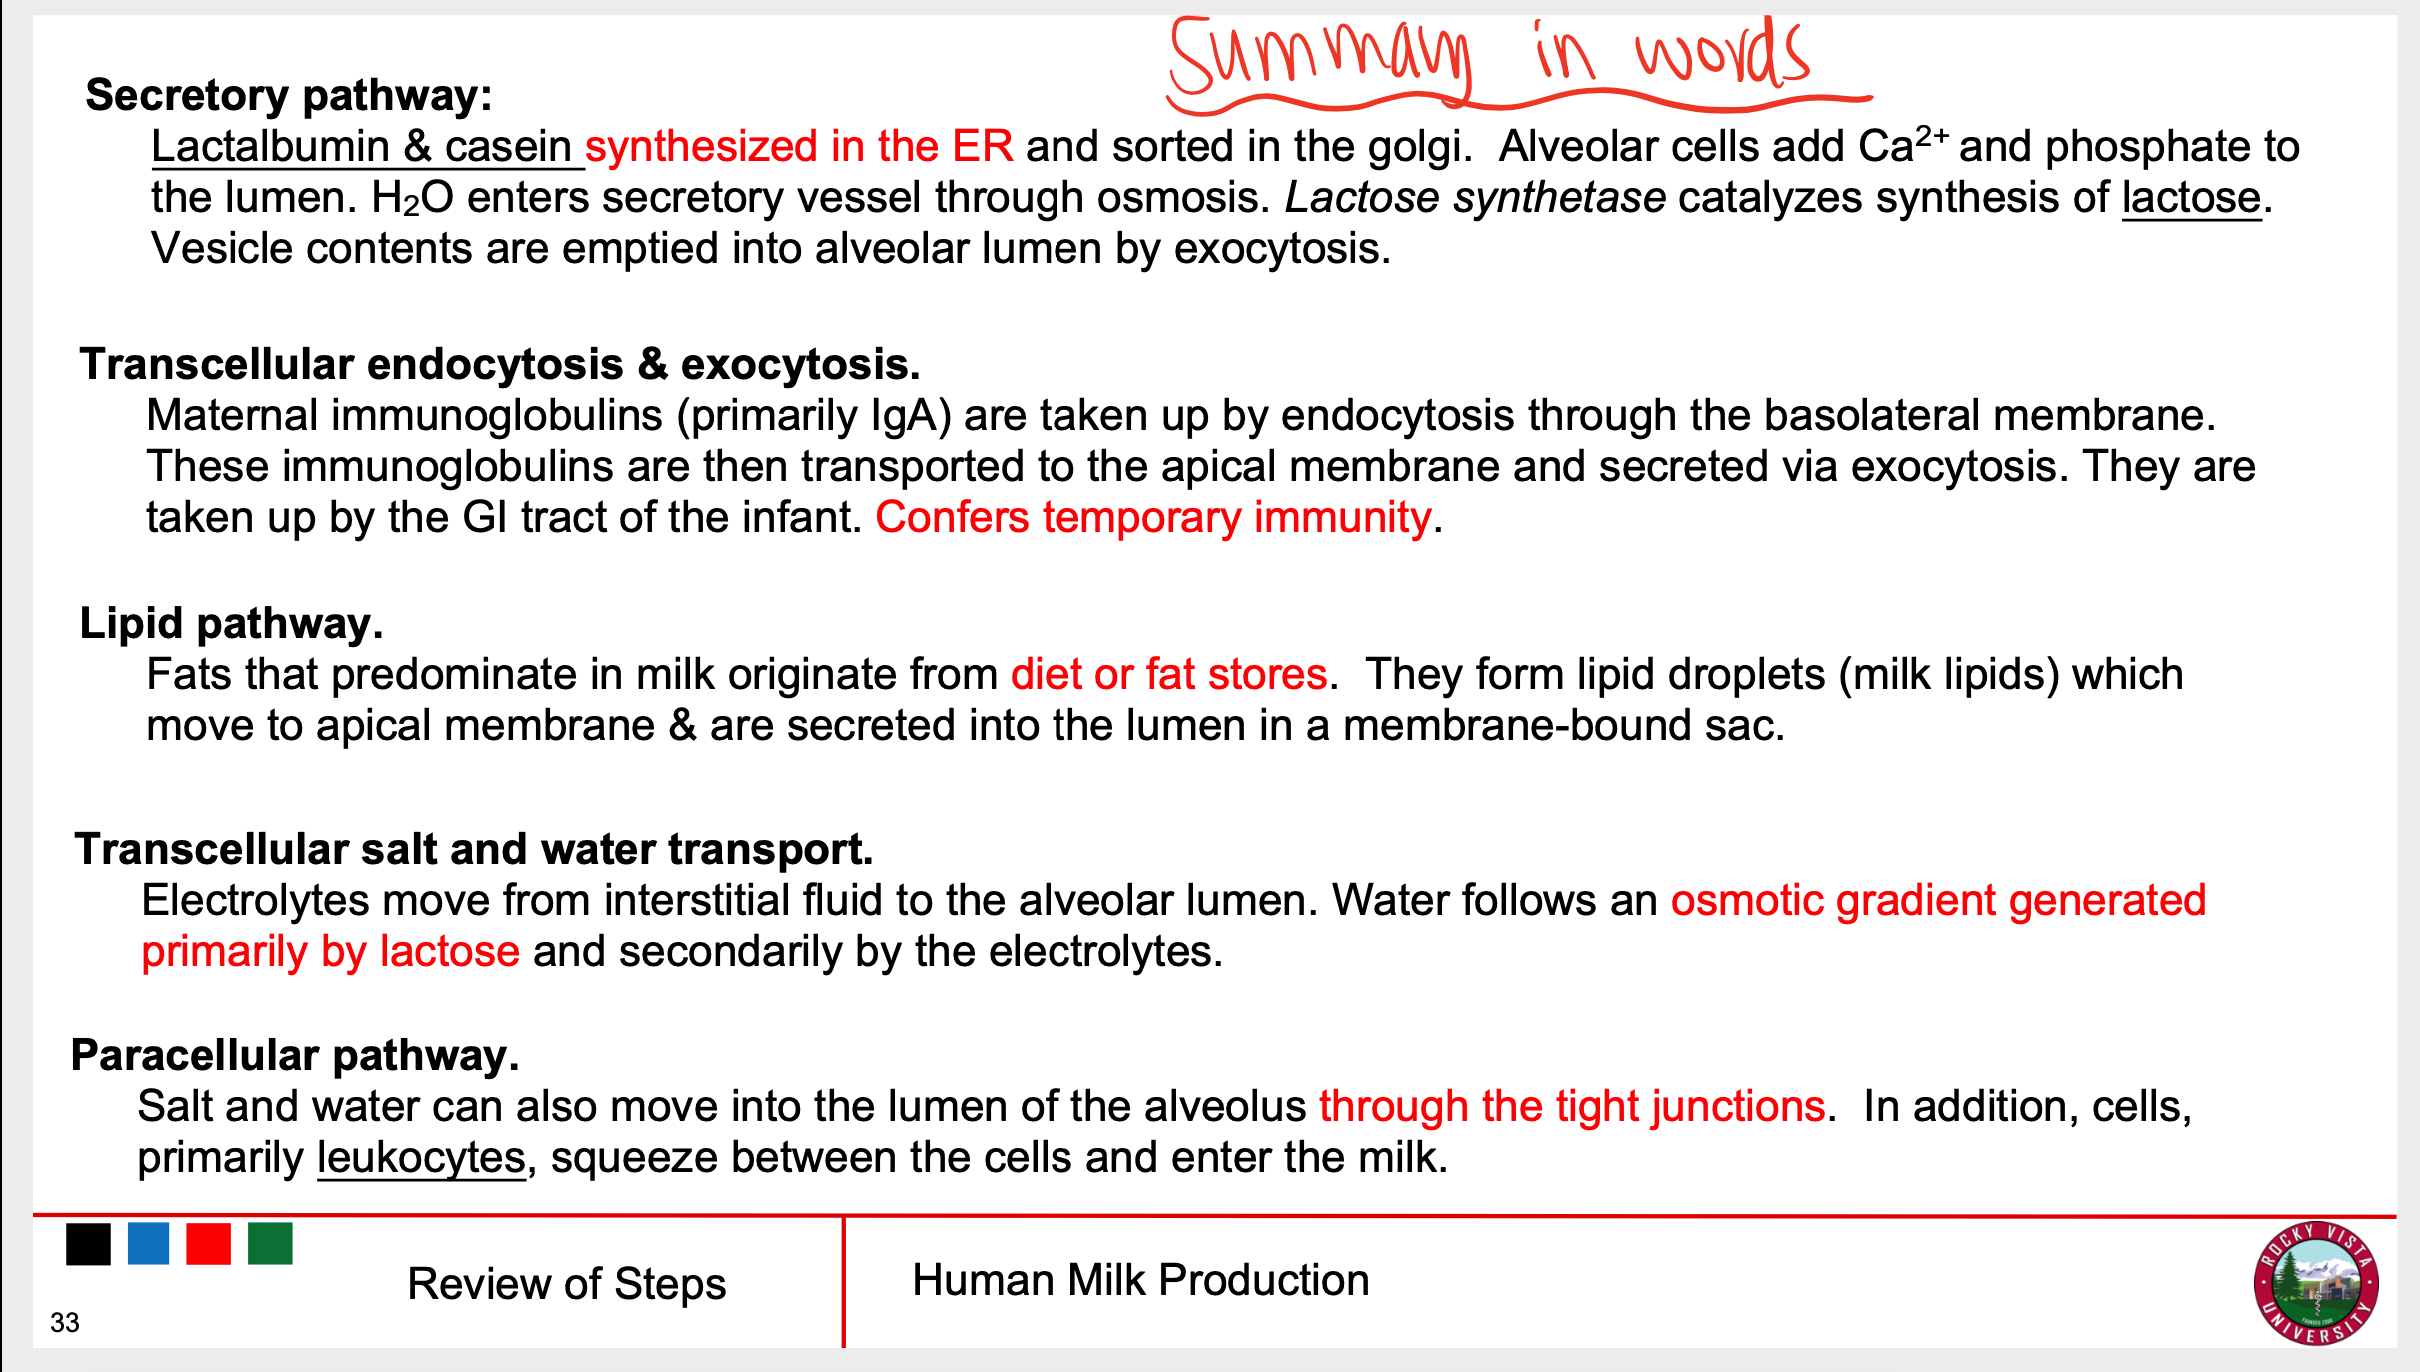 Summary in words
Secretory pathway:
Lactalbumin & casein synthesized in the ER and sorted in the golgi. Alveolar cells add Ca²⁺ and phosphate to
the lumen. H₂O enters secretory vessel through osmosis. Lactose synthetase catalyzes synthesis of lactose.
Vesicle contents are emptied into alveolar lumen by exocytosis.
Transcellular endocytosis & exocytosis.
Maternal immunoglobulins (primarily IgA) are taken up by endocytosis through the basolateral membrane.
These immunoglobulins are then transported to the apical membrane and secreted via exocytosis. They are
taken up by the GI tract of the infant. Confers temporary immunity.
Lipid pathway.
Fats that predominate in milk originate from diet or fat stores. They form lipid droplets (milk lipids) which
move to apical membrane & are secreted into the lumen in a membrane-bound sac.
Transcellular salt and water transport.
Electrolytes move from interstitial fluid to the alveolar lumen. Water follows an osmotic gradient generated
primarily by lactose and secondarily by the electrolytes.
Paracellular pathway.
Salt and water can also move into the lumen of the alveolus through the tight junctions. In addition, cells,
primarily leukocytes, squeeze between the cells and enter the milk.
Review of Steps
Human Milk Production
33
ROCKY VISTA
UNIVERSITY